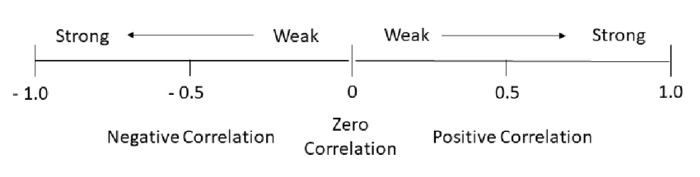 Strong Weak Weak Strong
- 1.0 - 0.5 0 0.5 1.0
Negative Correlation Zero Correlation Positive Correlation